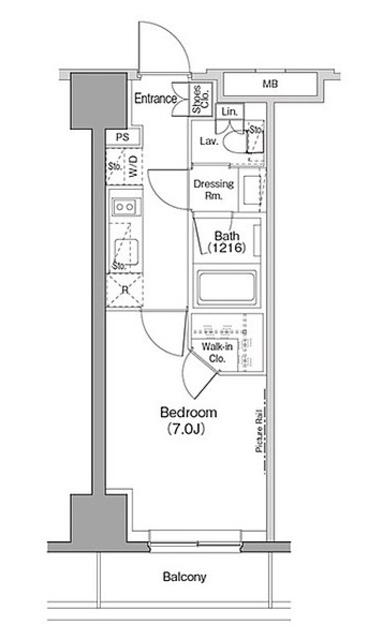 MB
Entrance
Shoes
Clo.
Lin.
PS
Lav.
Sto.
Sto.
W/D
Dressing
Rm.
Bath
(1216)
Sto.
R
Walk-in
Clo.
Bedroom
(7.0J)
Picture Rail
Balcony